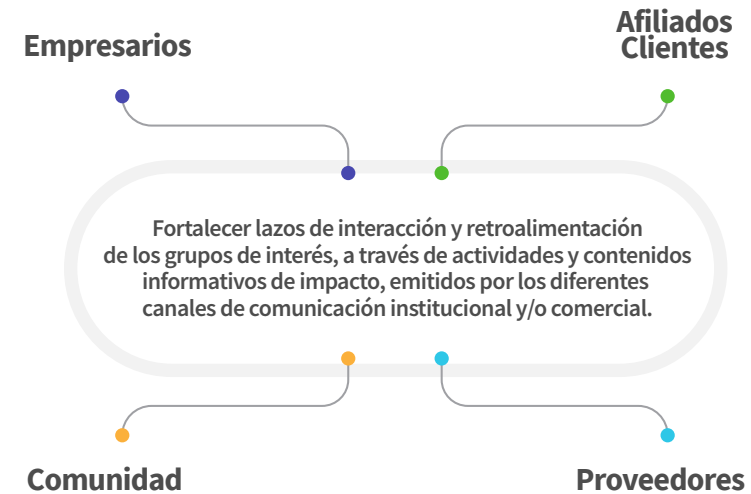 Empresarios
Afiliados
Clientes
Fortalecer lazos de interacción y retroalimentación
de los grupos de interés, a través de actividades y contenidos
informativos de impacto, emitidos por los diferentes
canales de comunicación institucional y/o comercial.
Comunidad
Proveedores